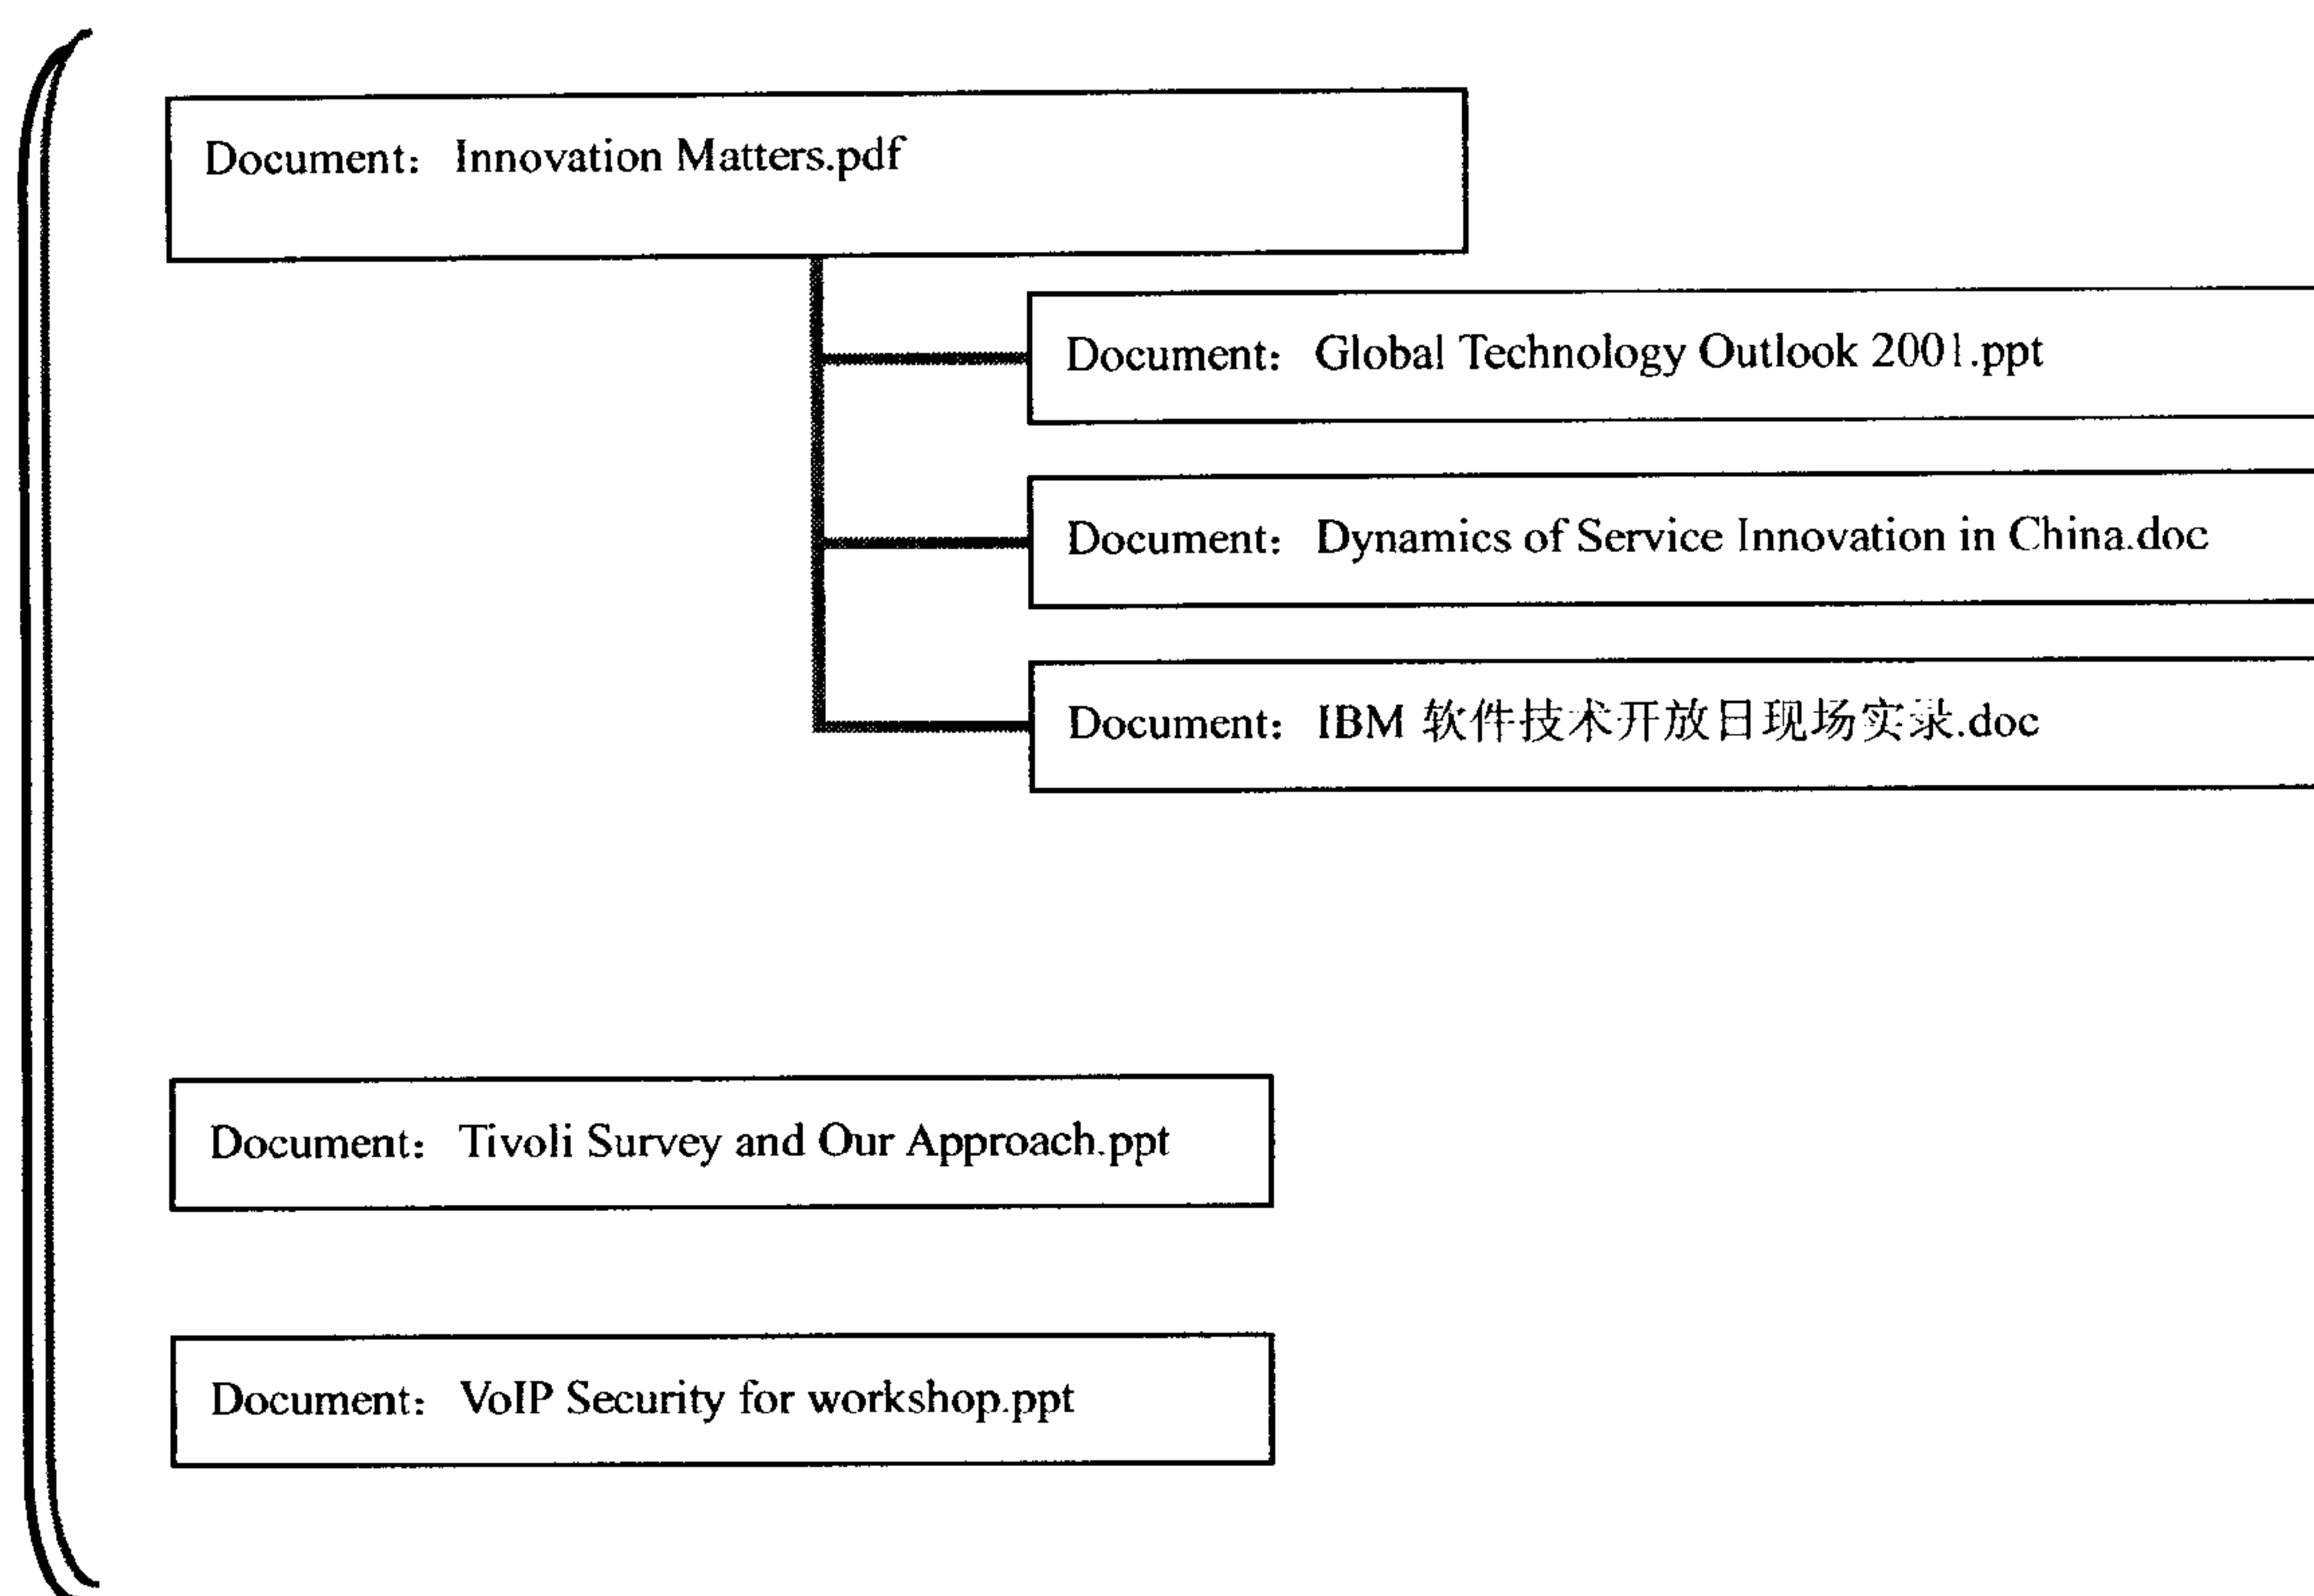 Document: Innovation Matters.pdf
Document: Global Technology Outlook 2001.ppt
Document: Dynamics of Service Innovation in China.doc
Document: IBM 软件技术开放日现场实录.doc
Document: Tivoli Survey and Our Approach.ppt
Document: VoIP Security for workshop.ppt